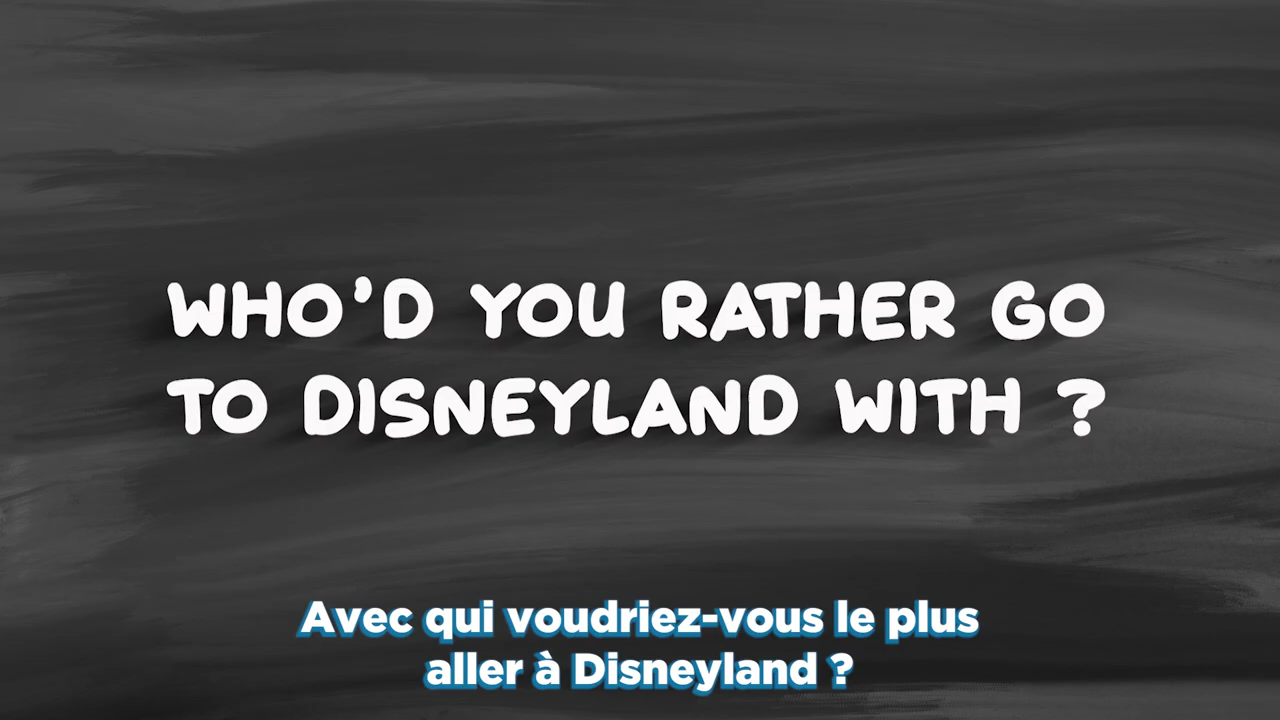 WHO'D YOU RATHER GO
TO DISNEYLAND WITH ?
Avec qui voudriez-vous le plus
aller à Disneyland ?